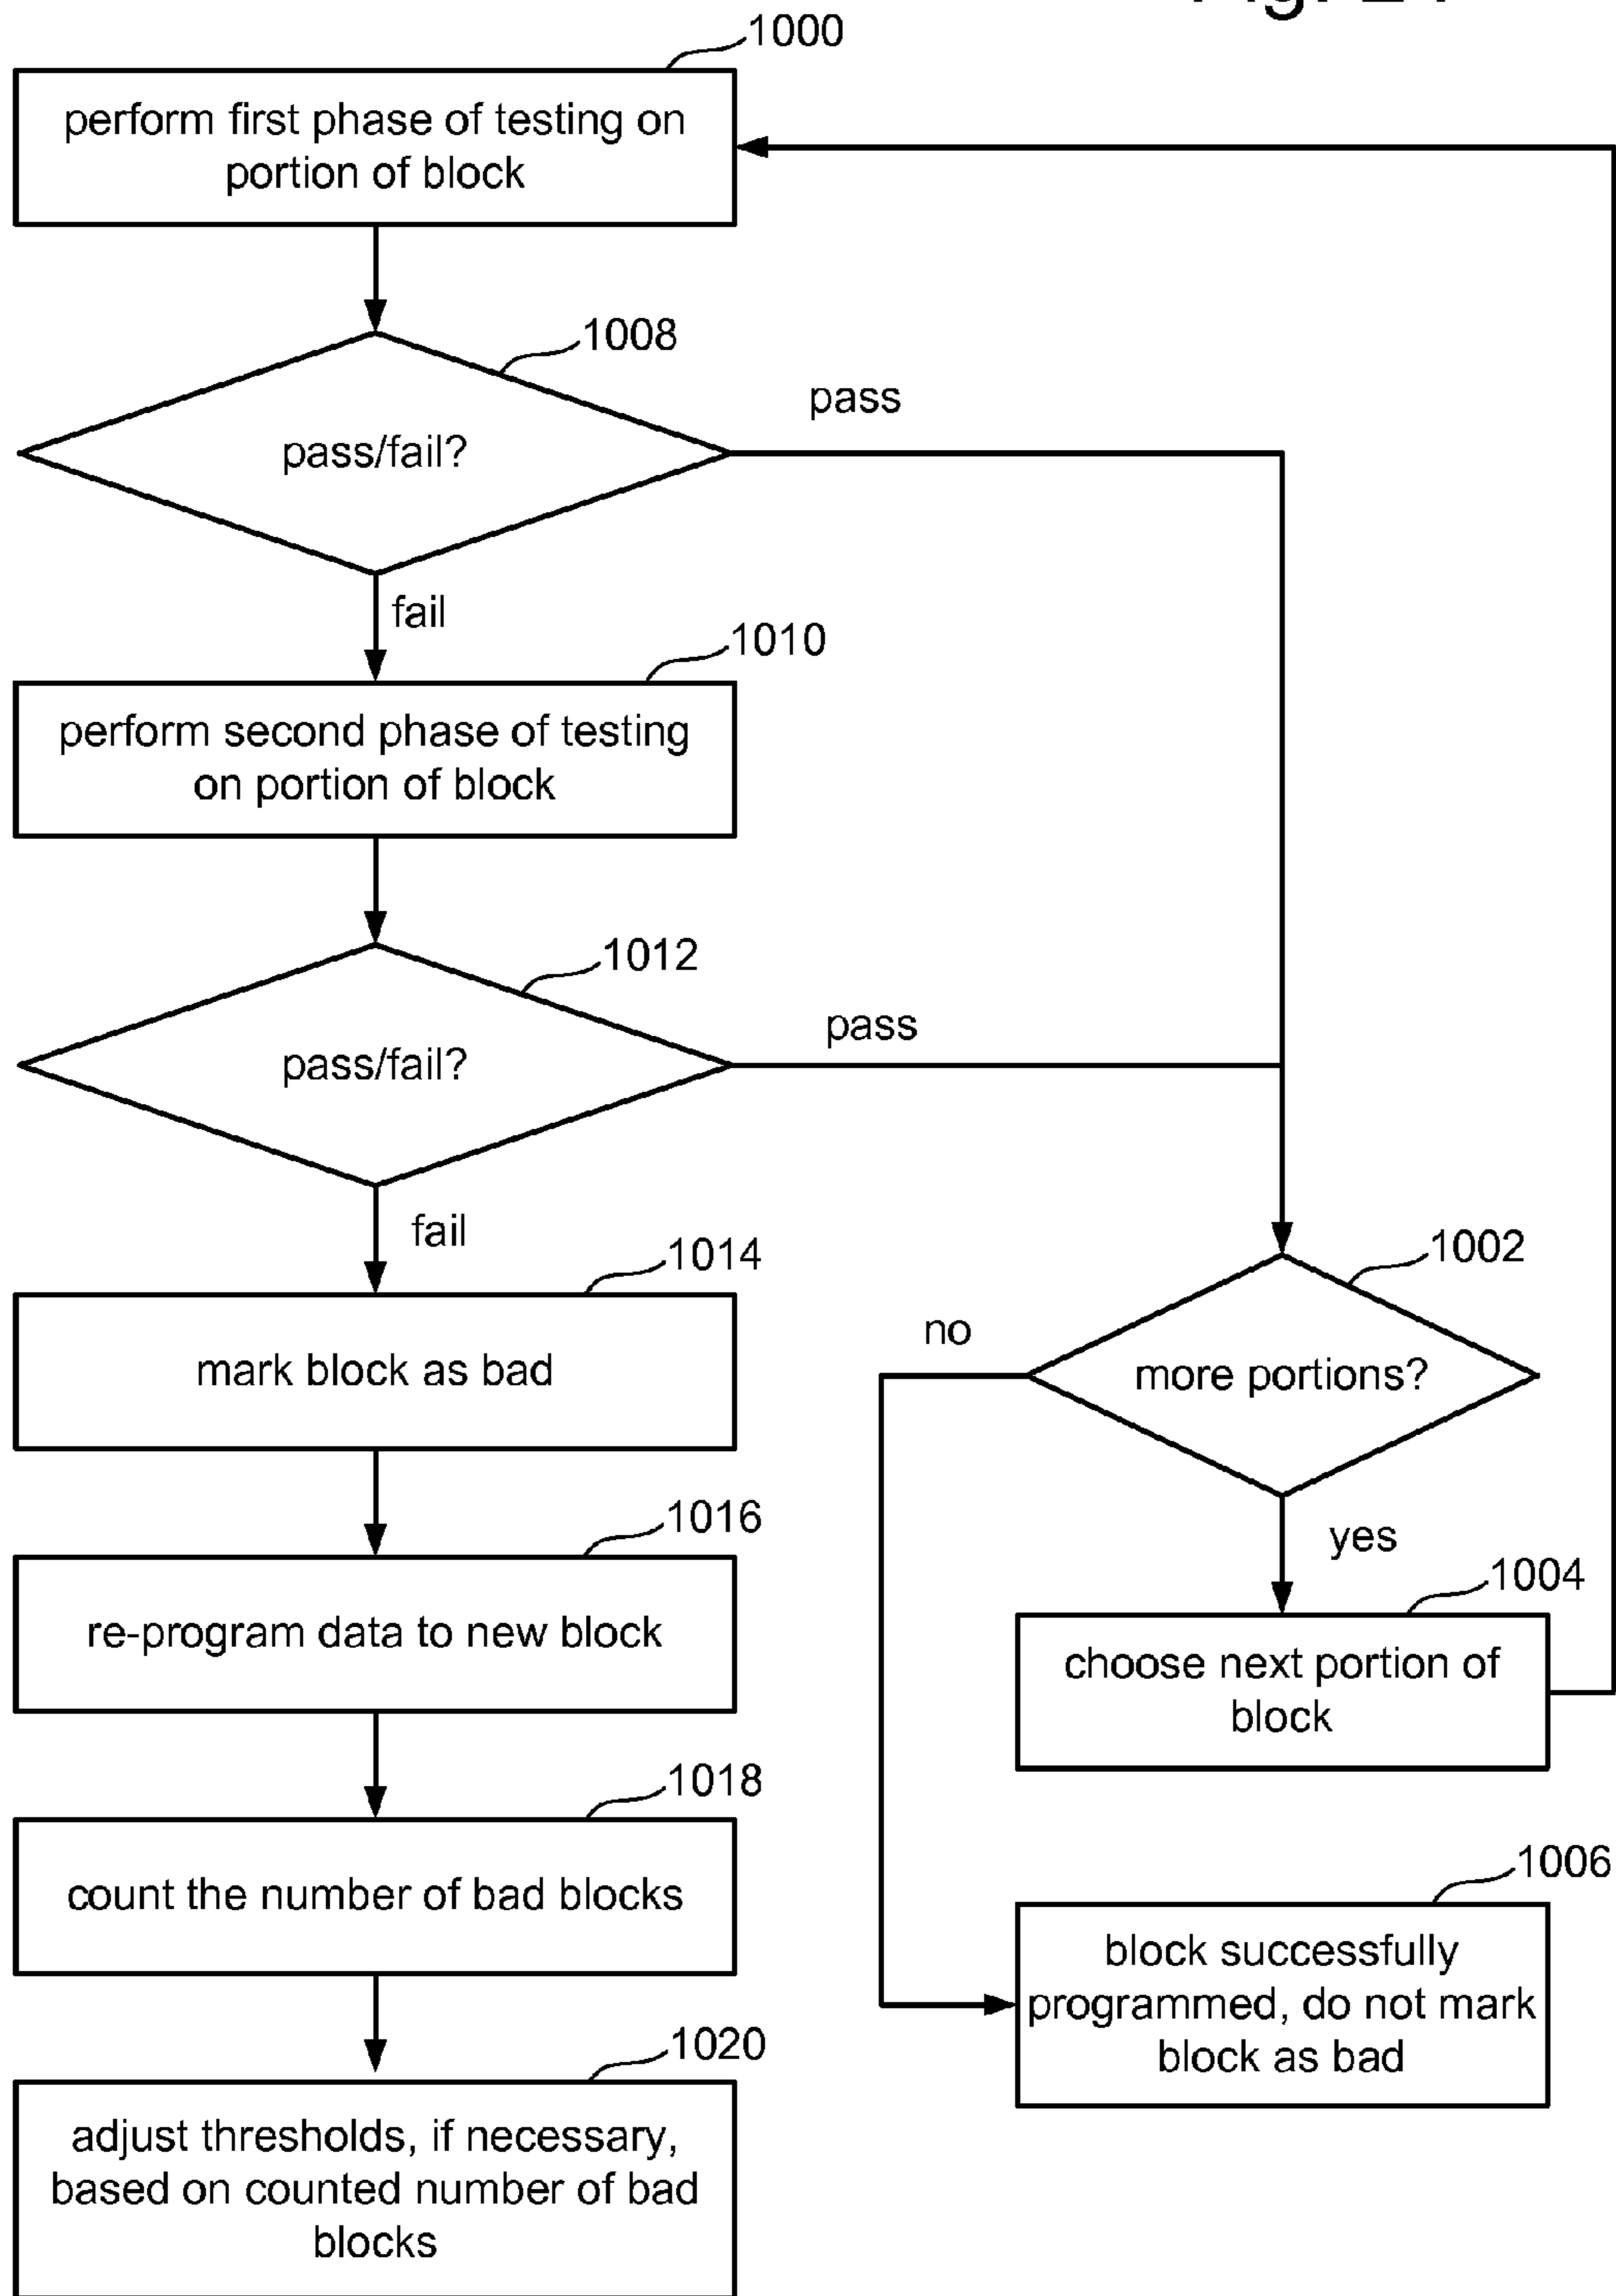 1000
perform first phase of testing on
portion of block
1008
pass/fail?
pass
fail
1010
perform second phase of testing
on portion of block
1012
pass/fail?
pass
fail
1014
mark block as bad
1016
re-program data to new block
1018
count the number of bad blocks
1020
adjust thresholds, if necessary,
based on counted number of bad
blocks
1002
more portions?
no
yes
1004
choose next portion of
block
1006
block successfully
programmed, do not mark
block as bad